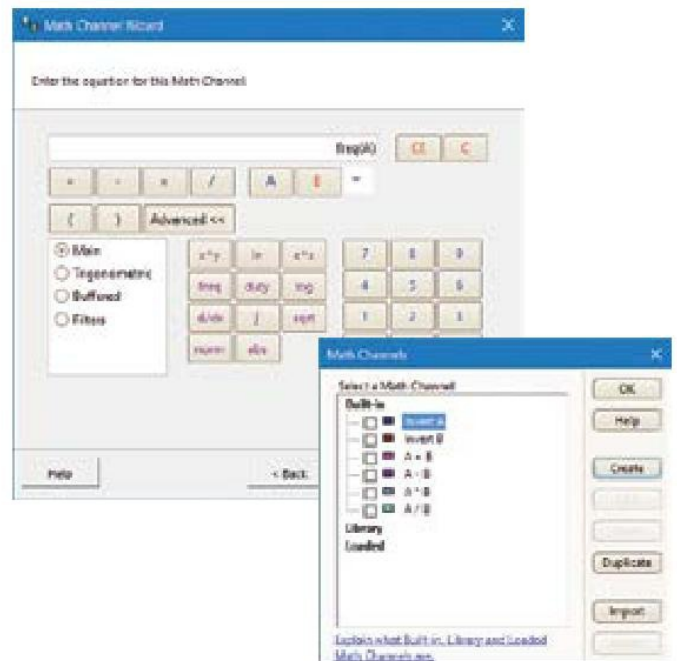 Math Channel Wizard
Enter the equation for this Math Channel
freq(A)
CE C
+ - × / A B
( ) Advanced <<
Main
Trigonometric
Buffered
Filters
x^y ln e^x
freq duty log
d/dx ∫ sqrt
norm abs
7 8 9
4 5 6
1 2 3
Help
< Back
Math Channels
Select a Math Channel
Built-in
Invert A
Invert B
A + B
A - B
A * B
A / B
Library
Loaded
OK
Help
Create
Duplicate
Import
Explain what Built-in, Library and Loaded
Math Channels are.